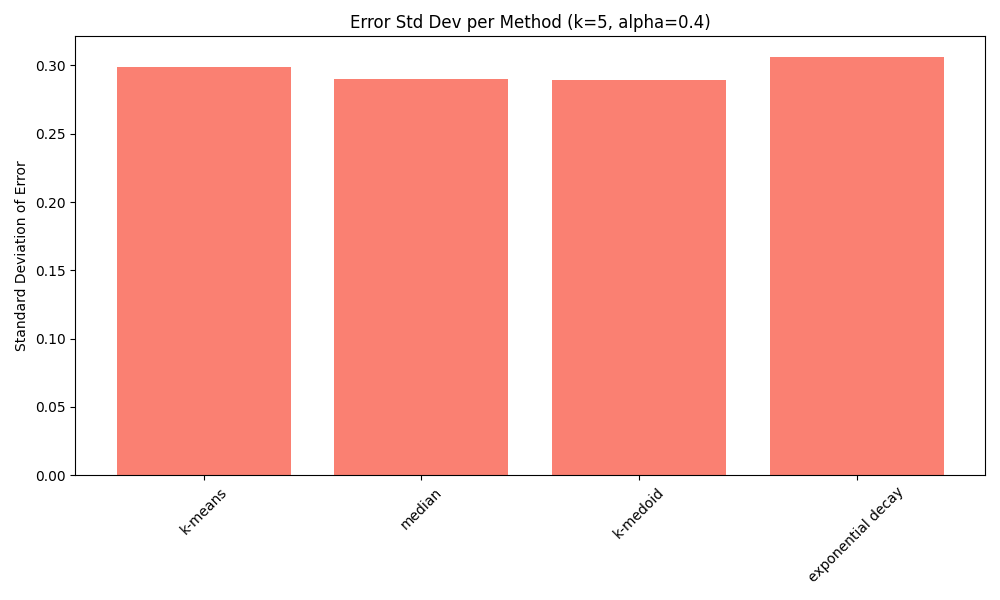 Error Std Dev per Method (k=5, alpha=0.4)
Standard Deviation of Error
0.30
0.25
0.20
0.15
0.10
0.05
0.00
k-means
median
k-medoid
exponential decay